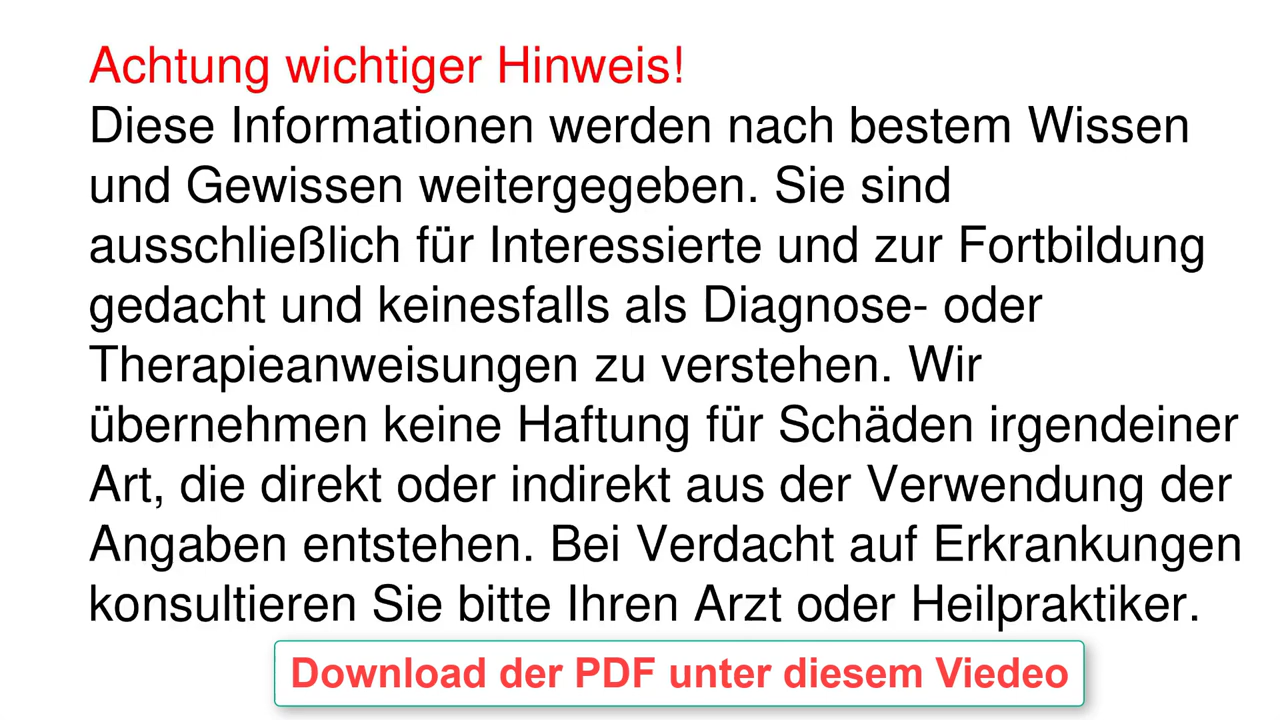 Achtung wichtiger Hinweis!
Diese Informationen werden nach bestem Wissen
und Gewissen weitergegeben. Sie sind
ausschließlich für Interessierte und zur Fortbildung
gedacht und keinesfalls als Diagnose- oder
Therapieanweisungen zu verstehen. Wir
übernehmen keine Haftung für Schäden irgendeiner
Art, die direkt oder indirekt aus der Verwendung der
Angaben entstehen. Bei Verdacht auf Erkrankungen
konsultieren Sie bitte Ihren Arzt oder Heilpraktiker.
Download der PDF unter diesem Viedeo